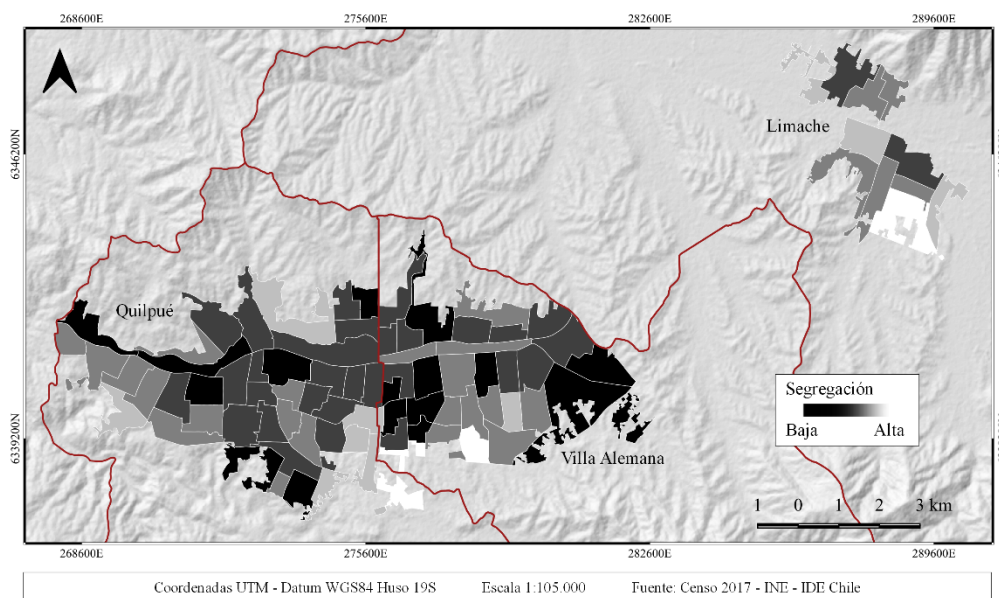 268600E 275600E 282600E 289600E
6346200N
Limache
Quilpué
Segregación
Baja Alta
6339200N
Villa Alemana
1 0 1 2 3 km
268600E 275600E 282600E 289600E
Coordenadas UTM - Datum WGS84 Huso 19S Escala 1:105.000 Fuente: Censo 2017 - INE - IDE Chile